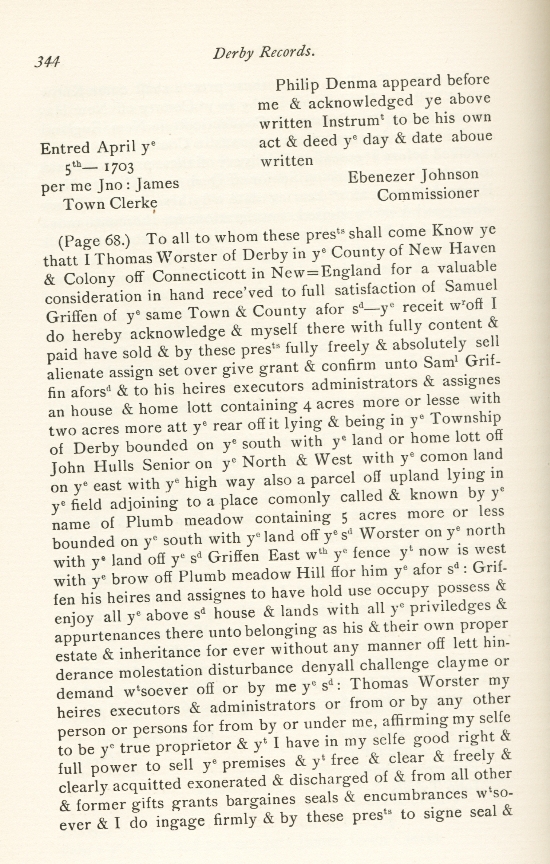 344
Derby Records.
Philip Denma appeard before
me & acknowledged ye above
written Instrumᵗ to be his own
act & deed yᵉ day & date aboue
written
Ebenezer Johnson
Commissioner
Entred April yᵉ
5ᵗʰ— 1703
per me Jno: James
Town Clerke
(Page 68.) To all to whom these presᵗˢ shall come Know ye
thatt I Thomas Worster of Derby in yᵉ County of New Haven
& Colony off Connecticott in New=England for a valuable
consideration in hand rece'ved to full satisfaction of Samuel
Griffen of yᵉ same Town & County afor sᵈ—yᵉ receit wʳoff I
do hereby acknowledge & myself there with fully content &
paid have sold & by these presᵗˢ fully freely & absolutely sell
alienate assign set over give grant & confirm unto Samˡ Grif-
fin aforsᵈ & to his heires executors administrators & assignes
an house & home lott containing 4 acres more or lesse with
two acres more att yᵉ rear off it lying & being in yᵉ Township
of Derby bounded on yᵉ south with yᵉ land or home lott off
John Hulls Senior on yᵉ North & West with yᵉ comon land
on yᵉ east with yᵉ high way also a parcel off upland lying in
yᵉ field adjoining to a place comonly called & known by yᵉ
name of Plumb meadow containing 5 acres more or less
bounded on yᵉ south with yᵉ land off yᵉ sᵈ Worster on yᵉ north
with yᵉ land off yᵉ sᵈ Griffen East wᵗʰ yᵉ fence yᵗ now is west
with yᵉ brow off Plumb meadow Hill ffor him yᵉ afor sᵈ: Grif-
fen his heires and assignes to have hold use occupy possess &
enjoy all yᵉ above sᵈ house & lands with all yᵉ priviledges &
appurtenances there unto belonging as his & their own proper
estate & inheritance for ever without any manner off lett hin-
derance molestation disturbance denyall challenge clayme or
demand wᵗsoever off or by me yᵉ sᵈ: Thomas Worster my
heires executors & administrators or from or by any other
person or persons for from by or under me, affirming my selfe
to be yᵉ true proprietor & yᵗ I have in my selfe good right &
full power to sell yᵉ premises & yᵗ free & clear & freely &
clearly acquitted exonerated & discharged of & from all other
& former gifts grants bargaines seals & encumbrances wᵗso-
ever & I do ingage firmly & by these presᵗˢ to signe seal &